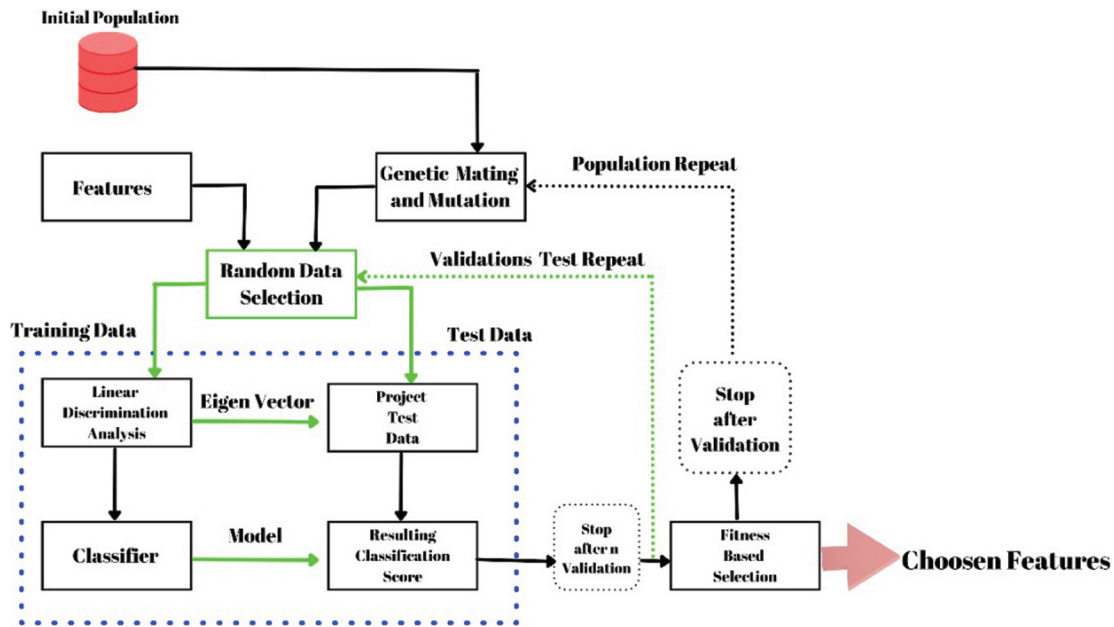 Initial Population
Features
Genetic Mating
and Mutation
Population Repeat
Random Data
Selection
Validations Test Repeat
Training Data
Test Data
Linear
Discrimination
Analysis
Eigen Vector
Project
Test
Data
Stop
after
Validation
Classifier
Model
Resulting
Classification
Score
Stop
after n
Validation
Fitness
Based
Selection
Choosen Features